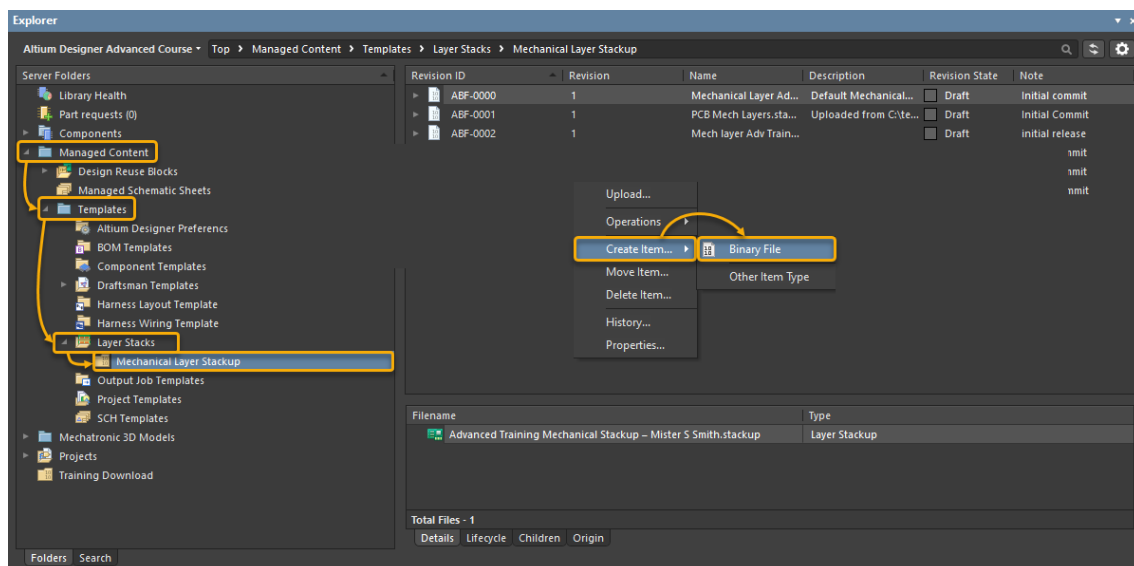 Explorer
Altium Designer Advanced Course Top Managed Content Templates Layer Stacks Mechanical Layer Stackup
Server Folders
Library Health
Part requests (0)
Components
Managed Content
Design Reuse Blocks
Managed Schematic Sheets
Templates
Altium Designer Preferencs
BOM Templates
Component Templates
Draftsman Templates
Harness Layout Template
Harness Wiring Template
Layer Stacks
Mechanical Layer Stackup
Output Job Templates
Project Templates
SCH Templates
Mechatronic 3D Models
Projects
Training Download
Folders Search
Revision ID Revision Name Description Revision State Note
ABF-0000 1 Mechanical Layer Ad... Default Mechanical... Draft Initial commit
ABF-0001 1 PCB Mech Layers.sta... Uploaded from C:\te... Draft Initial Commit
ABF-0002 1 Mech layer Adv Train... Draft initial release
Upload...
Operations
Create Item... Binary File
Move Item... Other Item Type
Delete Item...
History...
Properties...
Filename Type
Advanced Training Mechanical Stackup – Mister S Smith.stackup Layer Stackup
Total Files - 1
Details Lifecycle Children Origin